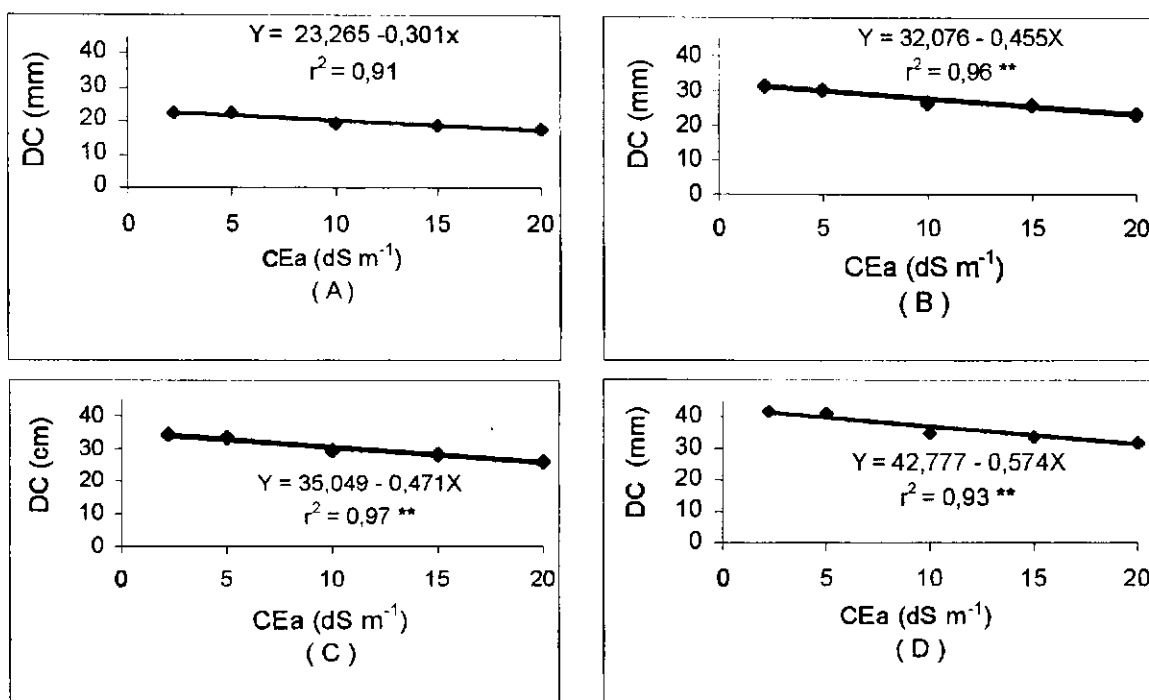 Y = 23,265 -0,301x
r² = 0,91
DC (mm)
40
30
20
10
0
0 5 10 15 20
CEa (dS m⁻¹)
( A )
Y = 32,076 - 0,455X
r² = 0,96 **
DC (mm)
40
30
20
10
0
0 5 10 15 20
CEa (dS m⁻¹)
( B )
DC (cm)
40
30
20
10
0
Y = 35,049 - 0,471X
r² = 0,97 **
0 5 10 15 20
CEa (dS m⁻¹)
( C )
DC (mm)
40
30
20
10
0
Y = 42,777 - 0,574X
r² = 0,93 **
0 5 10 15 20
CEa (dS m⁻¹)
( D )